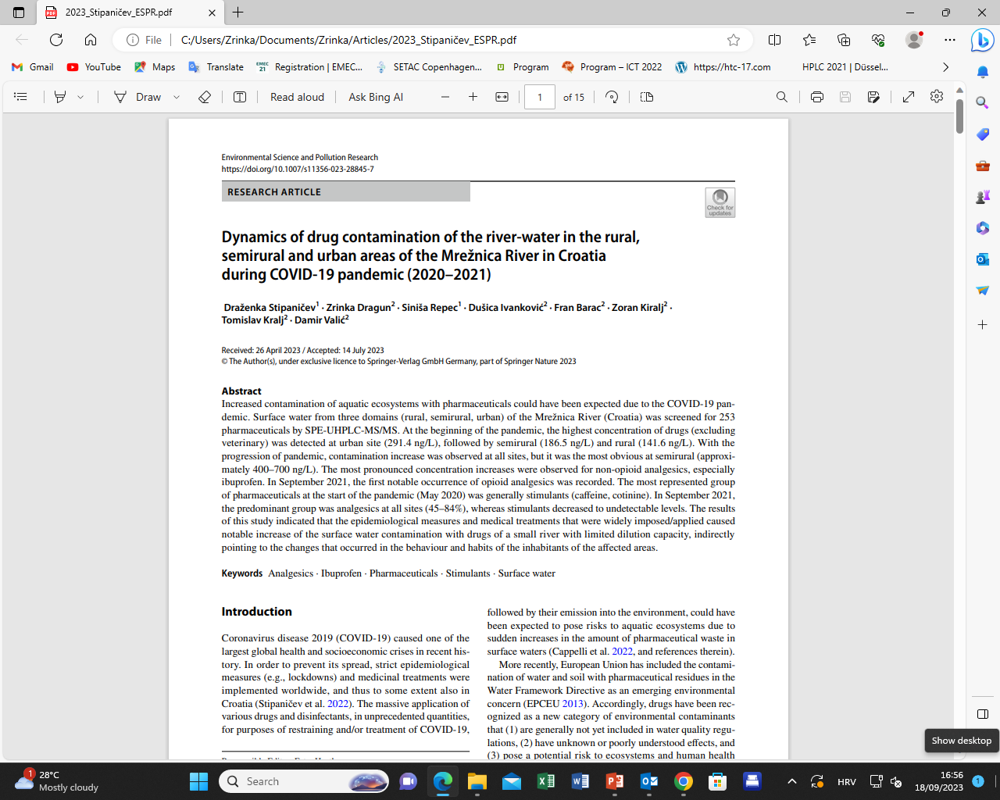 2023_Stipaničev_ESPR.pdf
File C:/Users/Zrinka/Documents/Zrinka/Articles/2023_Stipaničev_ESPR.pdf
Gmail YouTube Maps Translate EMEC 21 Registration | EMEC... SETAC Copenhagen... Program Program – ICT 2022 https://htc-17.com HPLC 2021 | Düssel...
Draw Read aloud Ask Bing AI 1 of 15
Environmental Science and Pollution Research
https://doi.org/10.1007/s11356-023-28845-7
RESEARCH ARTICLE
Check for
updates
Dynamics of drug contamination of the river-water in the rural,
semirural and urban areas of the Mrežnica River in Croatia
during COVID-19 pandemic (2020–2021)
Draženka Stipaničev1 · Zrinka Dragun2 · Siniša Repec1 · Dušica Ivanković2 · Fran Barac2 · Zoran Kiralj2 ·
Tomislav Kralj2 · Damir Valić2
Received: 26 April 2023 / Accepted: 14 July 2023
© The Author(s), under exclusive licence to Springer-Verlag GmbH Germany, part of Springer Nature 2023
Abstract
Increased contamination of aquatic ecosystems with pharmaceuticals could have been expected due to the COVID-19 pan-
demic. Surface water from three domains (rural, semirural, urban) of the Mrežnica River (Croatia) was screened for 253
pharmaceuticals by SPE-UHPLC-MS/MS. At the beginning of the pandemic, the highest concentration of drugs (excluding
veterinary) was detected at urban site (291.4 ng/L), followed by semirural (186.5 ng/L) and rural (141.6 ng/L). With the
progression of pandemic, contamination increase was observed at all sites, but it was the most obvious at semirural (approxi-
mately 400–700 ng/L). The most pronounced concentration increases were observed for non-opioid analgesics, especially
ibuprofen. In September 2021, the first notable occurrence of opioid analgesics was recorded. The most represented group
of pharmaceuticals at the start of the pandemic (May 2020) was generally stimulants (caffeine, cotinine). In September 2021,
the predominant group was analgesics at all sites (45–84%), whereas stimulants decreased to undetectable levels. The results
of this study indicated that the epidemiological measures and medical treatments that were widely imposed/applied caused
notable increase of the surface water contamination with drugs of a small river with limited dilution capacity, indirectly
pointing to the changes that occurred in the behaviour and habits of the inhabitants of the affected areas.
Keywords Analgesics · Ibuprofen · Pharmaceuticals · Stimulants · Surface water
Introduction
Coronavirus disease 2019 (COVID-19) caused one of the
largest global health and socioeconomic crises in recent his-
tory. In order to prevent its spread, strict epidemiological
measures (e.g., lockdowns) and medicinal treatments were
implemented worldwide, and thus to some extent also in
Croatia (Stipaničev et al. 2022). The massive application of
various drugs and disinfectants, in unprecedented quantities,
for purposes of restraining and/or treatment of COVID-19,
followed by their emission into the environment, could have
been expected to pose risks to aquatic ecosystems due to
sudden increases in the amount of pharmaceutical waste in
surface waters (Cappelli et al. 2022, and references therein).
More recently, European Union has included the contami-
nation of water and soil with pharmaceutical residues in the
Water Framework Directive as an emerging environmental
concern (EPCEU 2013). Accordingly, drugs have been rec-
ognized as a new category of environmental contaminants
that (1) are generally not yet included in water quality regu-
lations, (2) have unknown or poorly understood effects, and
(3) pose a potential risk to ecosystems and human health
Show desktop
1 28°C
Mostly cloudy
Search
HRV
16:56
18/09/2023
1